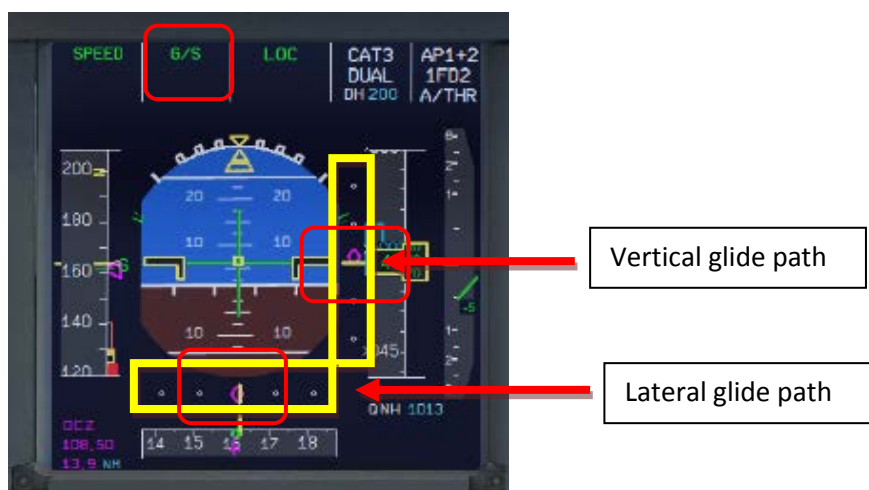 SPEED G/S LOC CAT3 AP1+2
DUAL 1FD2
DH 200 A/THR
200
20 20
180
10 10
160
-5
140
10 10
120
045
QNH 1013
108.50
14 15 16 17 18
13.9 NM
Vertical glide path
Lateral glide path